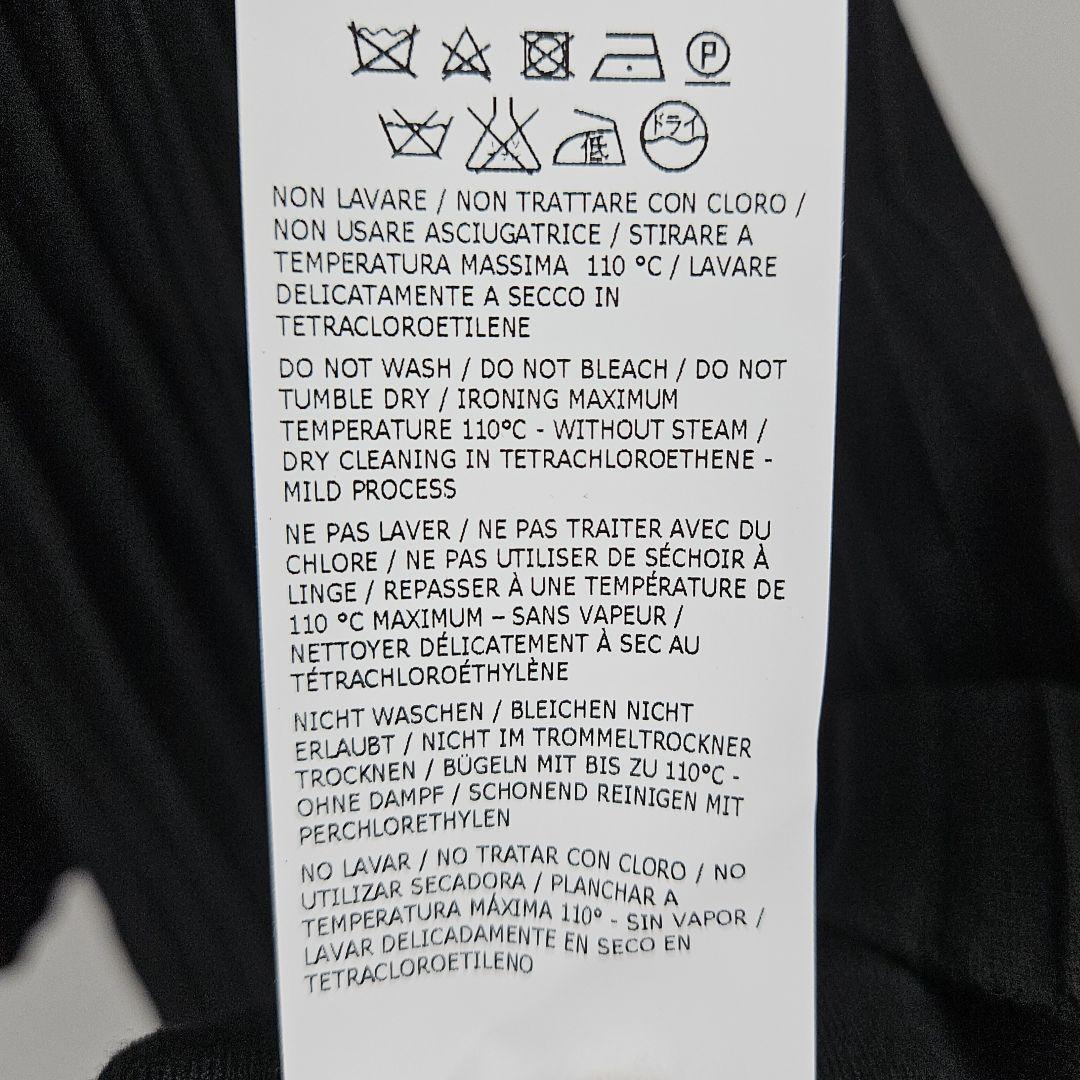 P
低 ドライ
NON LAVARE / NON TRATTARE CON CLORO /
NON USARE ASCIUGATRICE / STIRARE A
TEMPERATURA MASSIMA 110 °C / LAVARE
DELICATAMENTE A SECCO IN
TETRACLOROETILENE
DO NOT WASH / DO NOT BLEACH / DO NOT
TUMBLE DRY / IRONING MAXIMUM
TEMPERATURE 110°C - WITHOUT STEAM /
DRY CLEANING IN TETRACHLOROETHENE -
MILD PROCESS
NE PAS LAVER / NE PAS TRAITER AVEC DU
CHLORE / NE PAS UTILISER DE SÉCHOIR À
LINGE / REPASSER À UNE TEMPÉRATURE DE
110 °C MAXIMUM – SANS VAPEUR /
NETTOYER DÉLICATEMENT À SEC AU
TÉTRACHLOROÉTHYLÈNE
NICHT WASCHEN / BLEICHEN NICHT
ERLAUBT / NICHT IM TROMMELTROCKNER
TROCKNEN / BÜGELN MIT BIS ZU 110°C -
OHNE DAMPF / SCHONEND REINIGEN MIT
PERCHLORETHYLEN
NO LAVAR / NO TRATAR CON CLORO / NO
UTILIZAR SECADORA / PLANCHAR A
TEMPERATURA MÁXIMA 110° - SIN VAPOR /
LAVAR DELICADAMENTE EN SECO EN
TETRACLOROETILENO